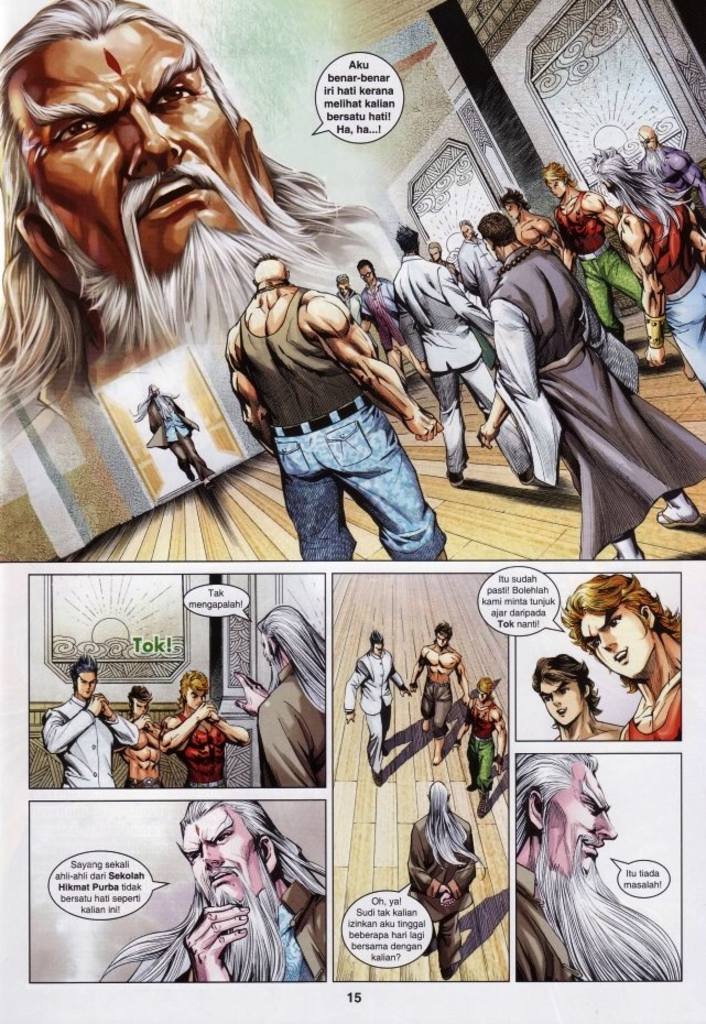 Aku
benar-benar
iri hati kerana
melihat kalian
bersatu hati!
Ha, ha...!
Tak
mengapalah!
Tok!
Sayang sekali
ahli-ahli dari Sekolah
Hikmat Purba tidak
bersatu hati seperti
kalian ini!
Oh, ya!
Sudi tak kalian
izinkan aku tinggal
beberapa hari lagi
bersama dengan
kalian?
Itu sudah
pasti! Bolehlah
kami minta tunjuk
ajar daripada
Tok nanti!
Itu tiada
masalah!
15